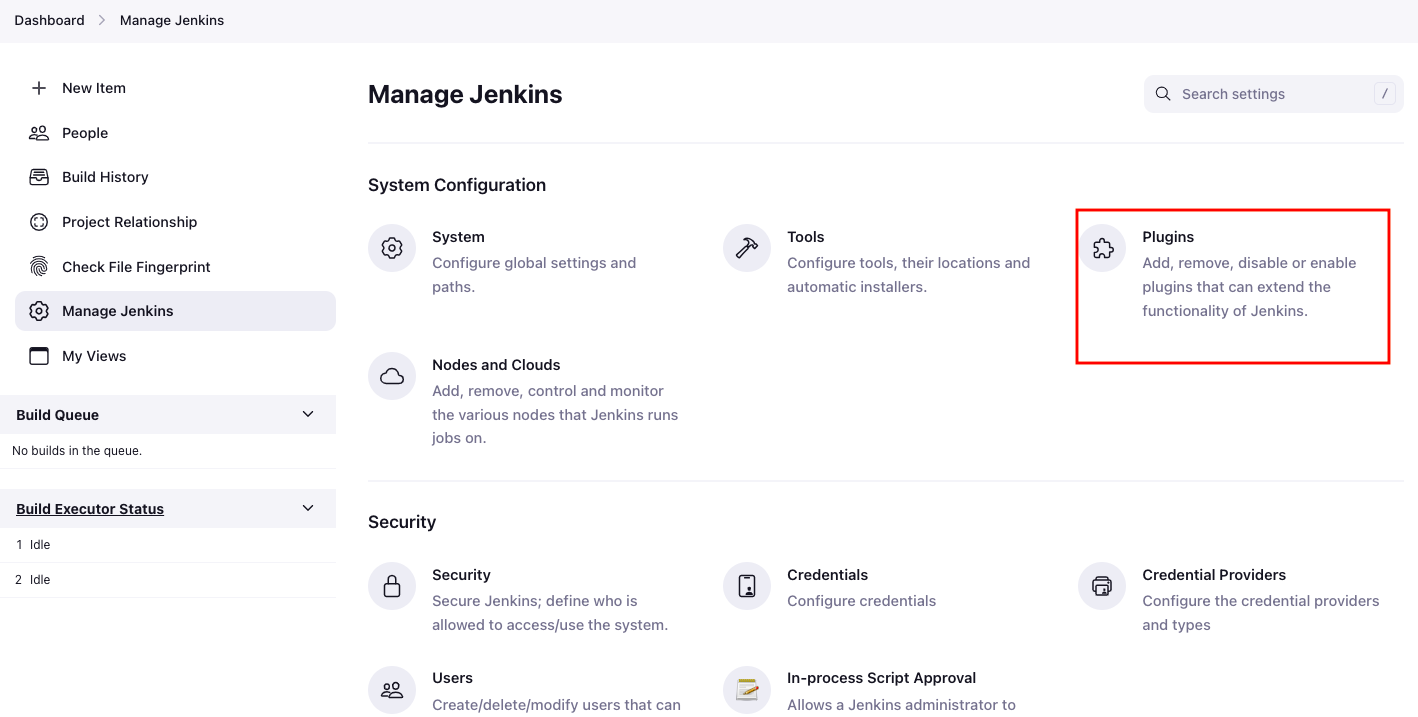 Dashboard
Manage Jenkins
New Item
People
Build History
Project Relationship
Check File Fingerprint
Manage Jenkins
My Views
Build Queue
No builds in the queue.
Build Executor Status
1 Idle
2 Idle
Manage Jenkins
Search settings
/
System Configuration
System
Configure global settings and
paths.
Tools
Configure tools, their locations and
automatic installers.
Plugins
Add, remove, disable or enable
plugins that can extend the
functionality of Jenkins.
Nodes and Clouds
Add, remove, control and monitor
the various nodes that Jenkins runs
jobs on.
Security
Security
Secure Jenkins; define who is
allowed to access/use the system.
Credentials
Configure credentials
Credential Providers
Configure the credential providers
and types
Users
Create/delete/modify users that can
In-process Script Approval
Allows a Jenkins administrator to